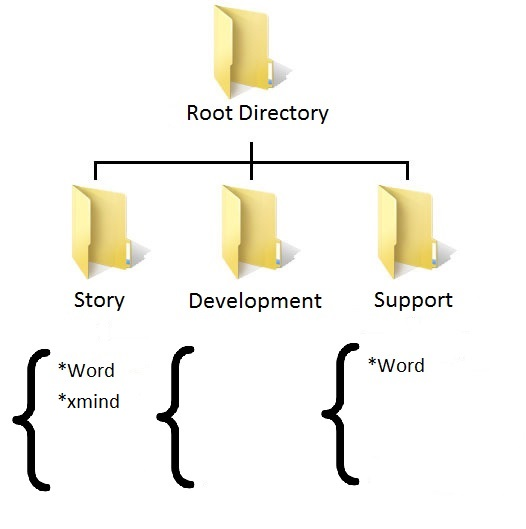 Root Directory
Story
Development
Support
*Word
*xmind
*Word